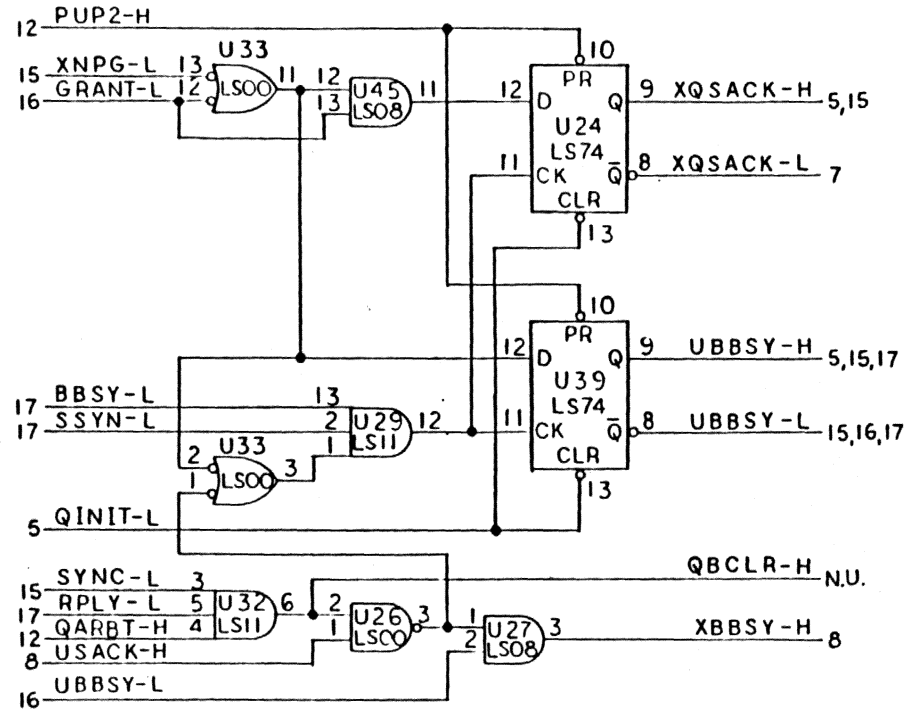 12 PUP2-H
10
U33
15 XNPG-L 13
11
12
PR
16 GRANT-L 12
LS00
U45
11
12 D
Q 9 XQSACK-H 5,15
13
LS08
U24
LS74
11 CK
Q̄ 8 XQSACK-L 7
CLR
13
10
PR
12 D
Q 9 UBBSY-H 5,15,17
U39
17 BBSY-L 13
LS74
17 SSYN-L 2
U29
12
11 CK
Q̄ 8 UBBSY-L 15,16,17
U33
1
LS11
2
3
CLR
1
LS00
13
5 QINIT-L
QBCLR-H N.U.
15 SYNC-L 3
17 RPLY-L 5
U32
6
2
U26
3
1
12 QARBT-H 4
LS11
1
LS00
U27
3
XBBSY-H 8
8 USACK-H
2
LS08
16 UBBSY-L